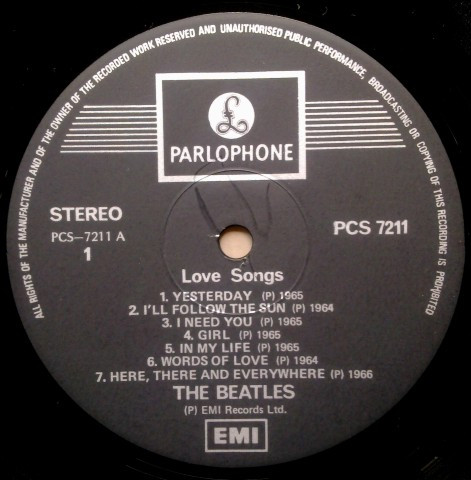 ALL RIGHTS OF THE MANUFACTURER AND OF THE OWNER OF THE RECORDED WORK RESERVED AND UNAUTHORISED PUBLIC PERFORMANCE, BROADCASTING OR COPYING OF THIS RECORDING IS PROHIBITED
£
PARLOPHONE
STEREO
PCS–7211 A
1
PCS 7211
Love Songs
1. YESTERDAY (P) 1965
2. I'LL FOLLOW THE SUN (P) 1964
3. I NEED YOU (P) 1965
4. GIRL (P) 1965
5. IN MY LIFE (P) 1965
6. WORDS OF LOVE (P) 1964
7. HERE, THERE AND EVERYWHERE (P) 1966
THE BEATLES
(P) EMI Records Ltd.
EMI